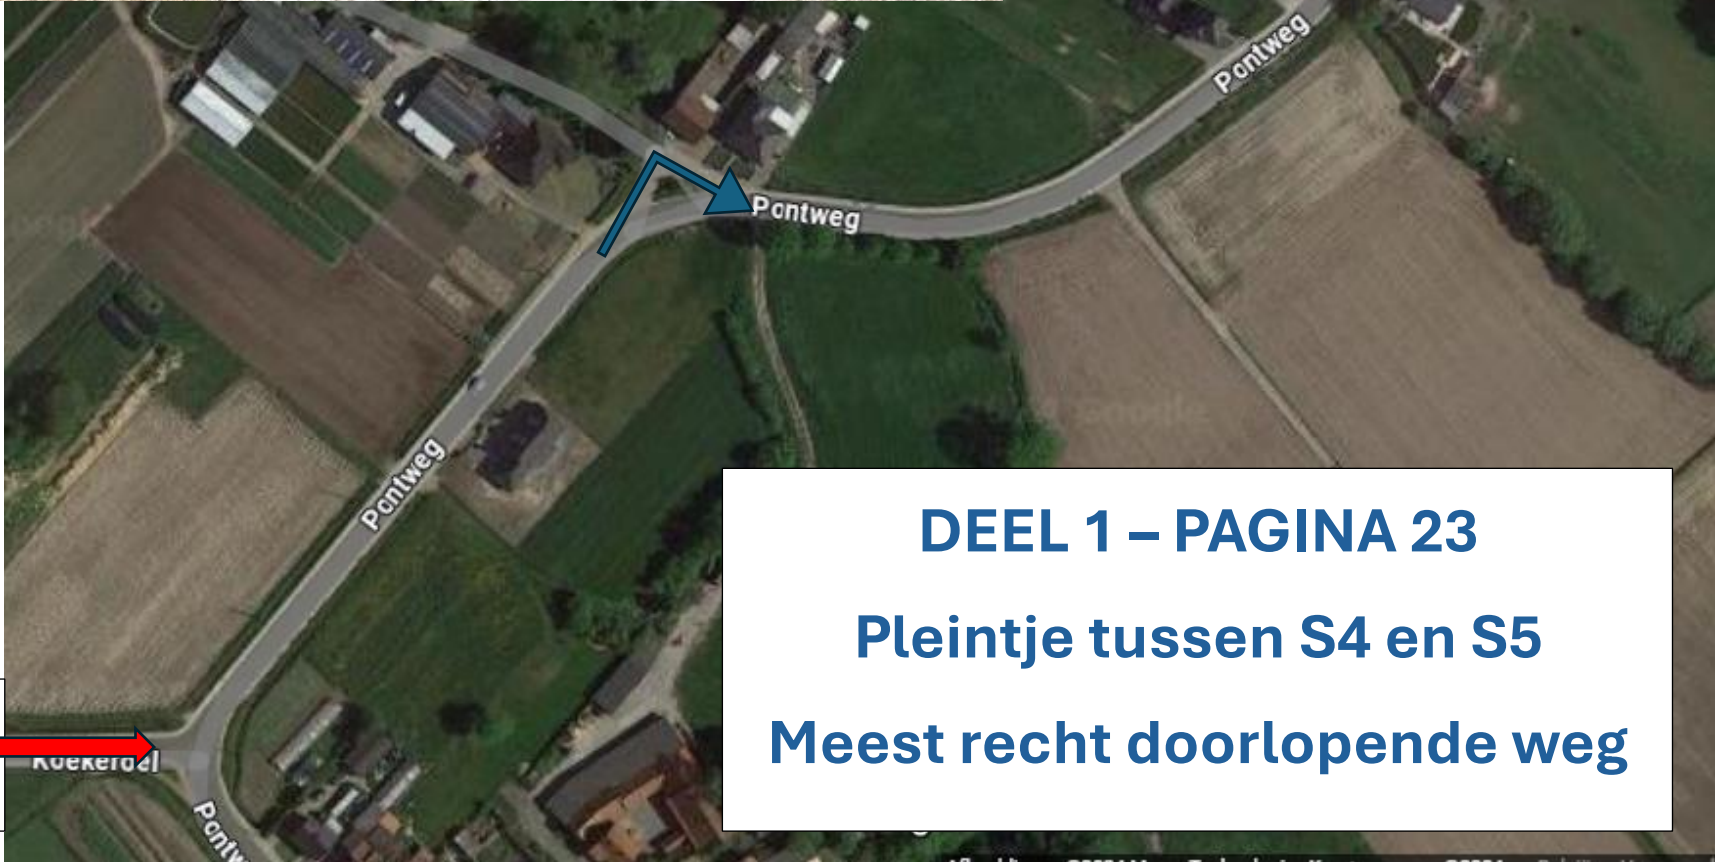 Pontweg
Pontweg
Pontweg
DEEL 1 – PAGINA 23
Pleintje tussen S4 en S5
Meest recht doorlopende weg